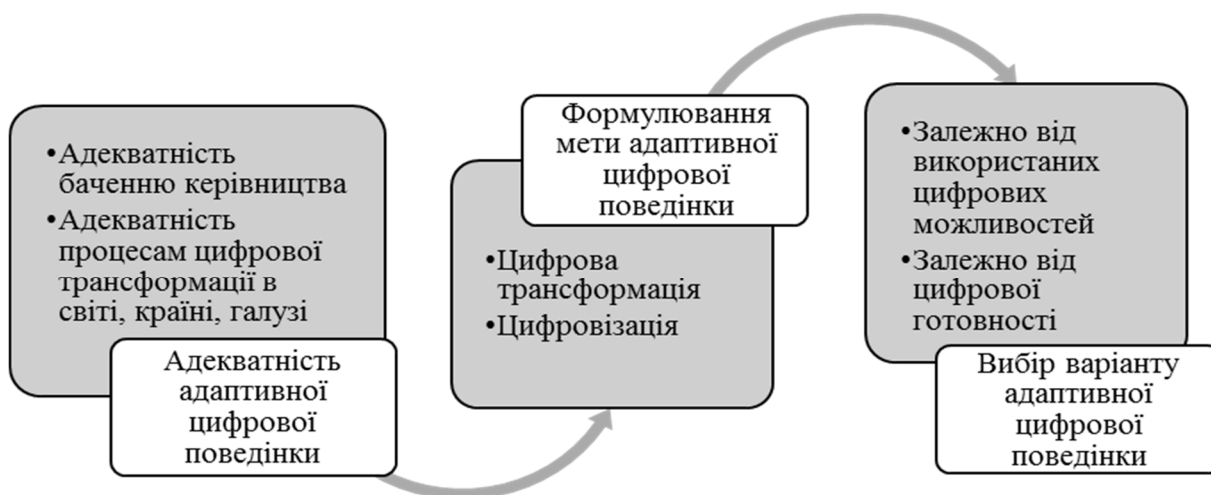 •Адекватність
баченню керівництва
•Адекватність
процесам цифрової
трансформації в
світі, країні, галузі
Адекватність
адаптивної
цифрової
поведінки
Формулювання
мети адаптивної
цифрової
поведінки
•Цифрова
трансформація
•Цифровізація
•Залежно від
використаних
цифрових
можливостей
•Залежно від
цифрової
готовності
Вибір варіанту
адаптивної
цифрової
поведінки